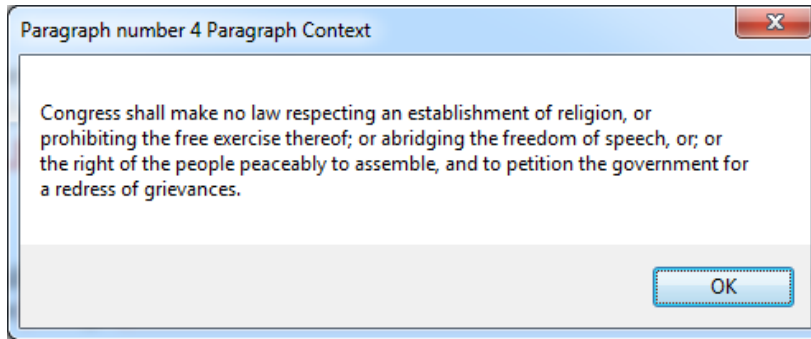 Paragraph number 4 Paragraph Context
Congress shall make no law respecting an establishment of religion, or
prohibiting the free exercise thereof; or abridging the freedom of speech, or; or
the right of the people peaceably to assemble, and to petition the government for
a redress of grievances.
OK